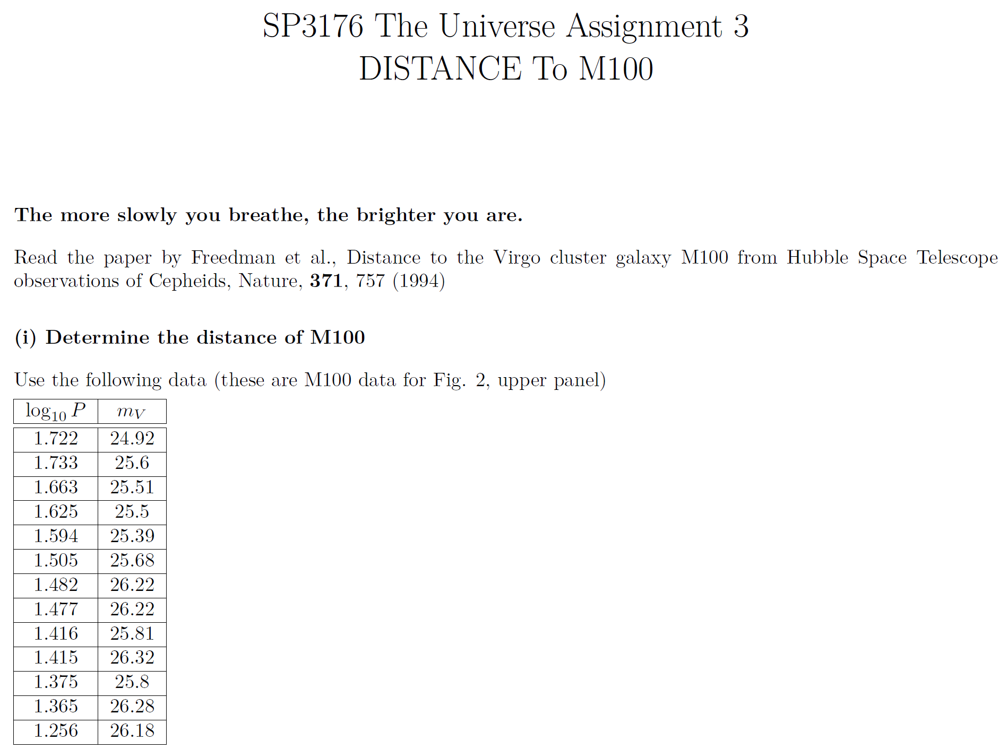 SP3176 The Universe Assignment 3
DISTANCE To M100
The more slowly you breathe, the brighter you are.
Read the paper by Freedman et al., Distance to the Virgo cluster galaxy M100 from Hubble Space Telescope
observations of Cepheids, Nature, 371, 757 (1994)
(i) Determine the distance of M100
Use the following data (these are M100 data for Fig. 2, upper panel)
log₁₀ P m_V
1.722 24.92
1.733 25.6
1.663 25.51
1.625 25.5
1.594 25.39
1.505 25.68
1.482 26.22
1.477 26.22
1.416 25.81
1.415 26.32
1.375 25.8
1.365 26.28
1.256 26.18